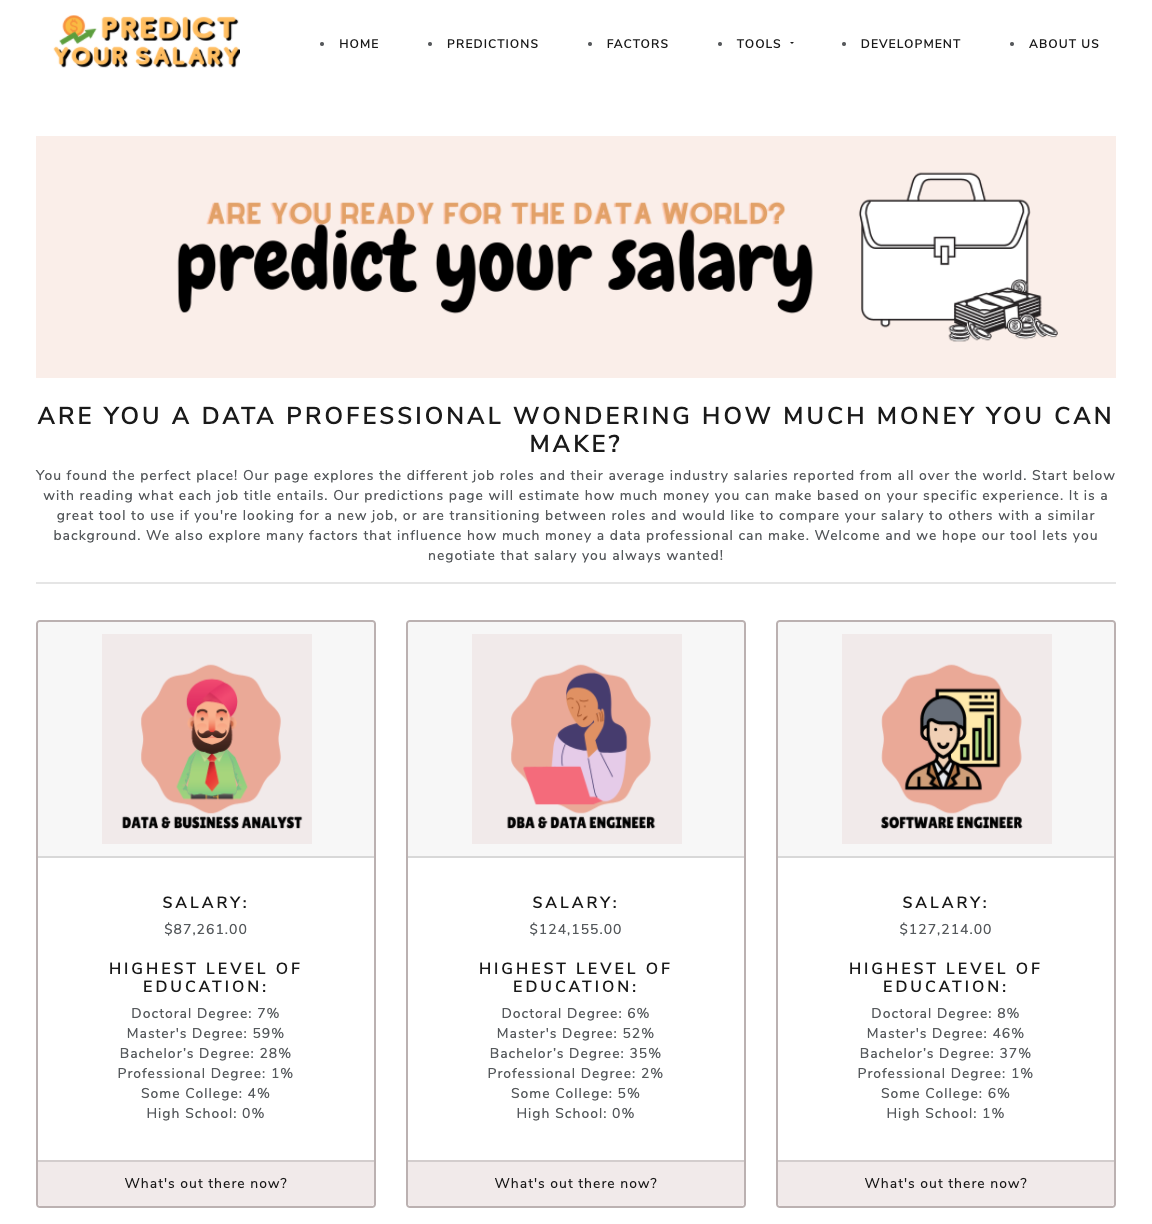 PREDICT
YOUR SALARY
HOME
PREDICTIONS
FACTORS
TOOLS
DEVELOPMENT
ABOUT US
ARE YOU READY FOR THE DATA WORLD?
predict your salary
ARE YOU A DATA PROFESSIONAL WONDERING HOW MUCH MONEY YOU CAN
MAKE?
You found the perfect place! Our page explores the different job roles and their average industry salaries reported from all over the world. Start below
with reading what each job title entails. Our predictions page will estimate how much money you can make based on your specific experience. It is a
great tool to use if you're looking for a new job, or are transitioning between roles and would like to compare your salary to others with a similar
background. We also explore many factors that influence how much money a data professional can make. Welcome and we hope our tool lets you
negotiate that salary you always wanted!
DATA & BUSINESS ANALYST
SALARY:
$87,261.00
HIGHEST LEVEL OF
EDUCATION:
Doctoral Degree: 7%
Master's Degree: 59%
Bachelor's Degree: 28%
Professional Degree: 1%
Some College: 4%
High School: 0%
What's out there now?
DBA & DATA ENGINEER
SALARY:
$124,155.00
HIGHEST LEVEL OF
EDUCATION:
Doctoral Degree: 6%
Master's Degree: 52%
Bachelor's Degree: 35%
Professional Degree: 2%
Some College: 5%
High School: 0%
What's out there now?
SOFTWARE ENGINEER
SALARY:
$127,214.00
HIGHEST LEVEL OF
EDUCATION:
Doctoral Degree: 8%
Master's Degree: 46%
Bachelor's Degree: 37%
Professional Degree: 1%
Some College: 6%
High School: 1%
What's out there now?